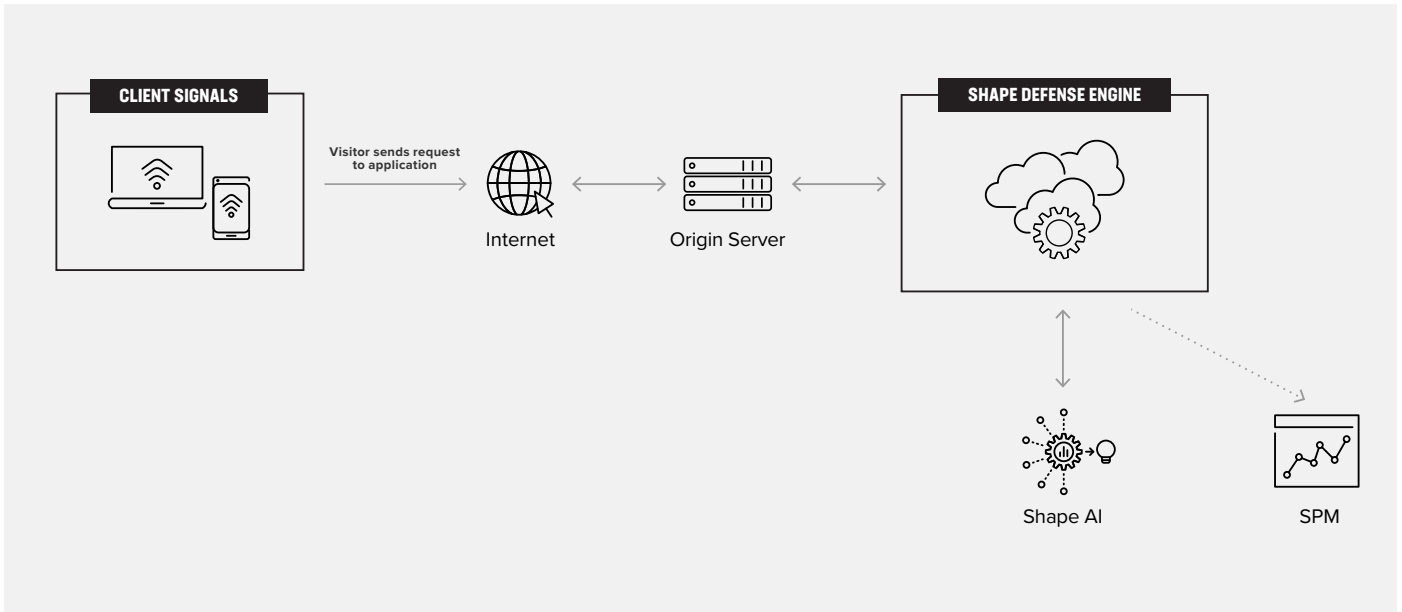 CLIENT SIGNALS
SHAPE DEFENSE ENGINE
Visitor sends request
to application
Internet
Origin Server
Shape AI
SPM